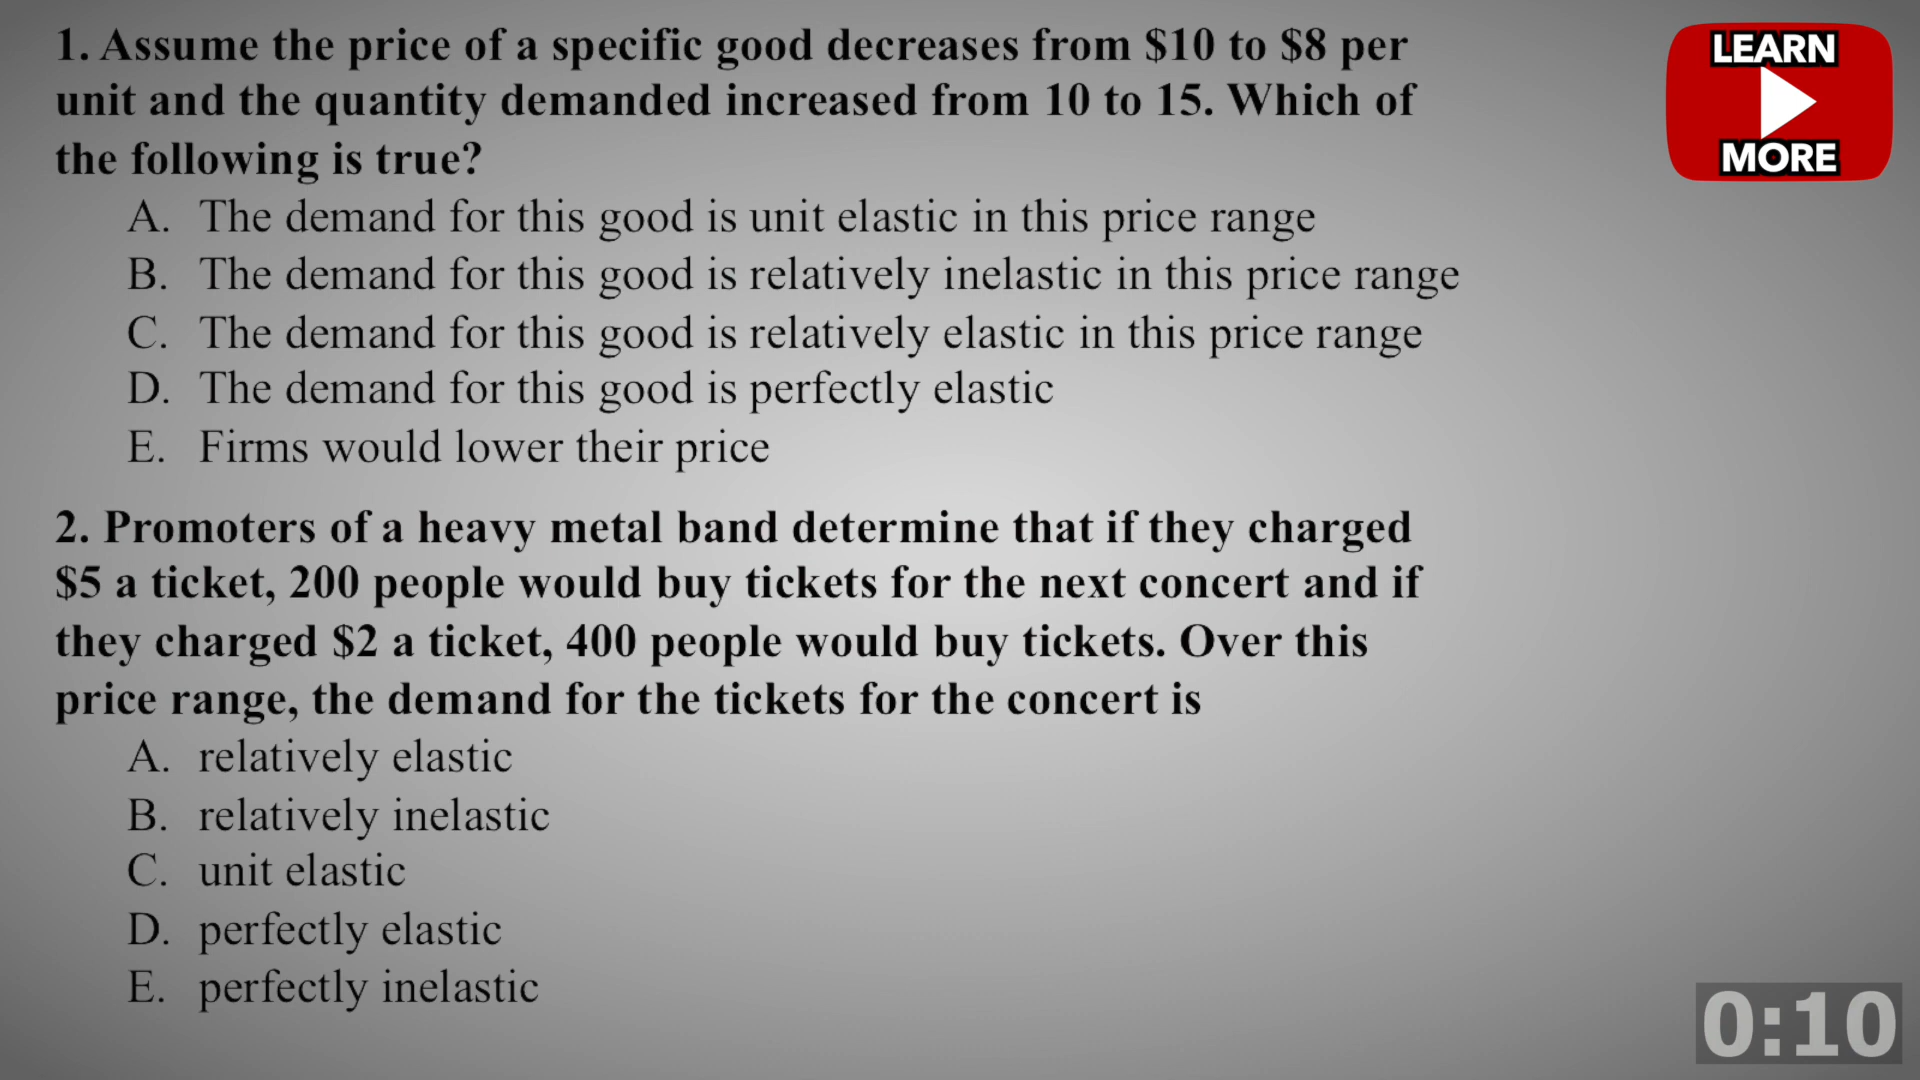 1. Assume the price of a specific good decreases from $10 to $8 per
unit and the quantity demanded increased from 10 to 15. Which of
the following is true?
A. The demand for this good is unit elastic in this price range
B. The demand for this good is relatively inelastic in this price range
C. The demand for this good is relatively elastic in this price range
D. The demand for this good is perfectly elastic
E. Firms would lower their price
2. Promoters of a heavy metal band determine that if they charged
$5 a ticket, 200 people would buy tickets for the next concert and if
they charged $2 a ticket, 400 people would buy tickets. Over this
price range, the demand for the tickets for the concert is
A. relatively elastic
B. relatively inelastic
C. unit elastic
D. perfectly elastic
E. perfectly inelastic
LEARN
MORE
0:10